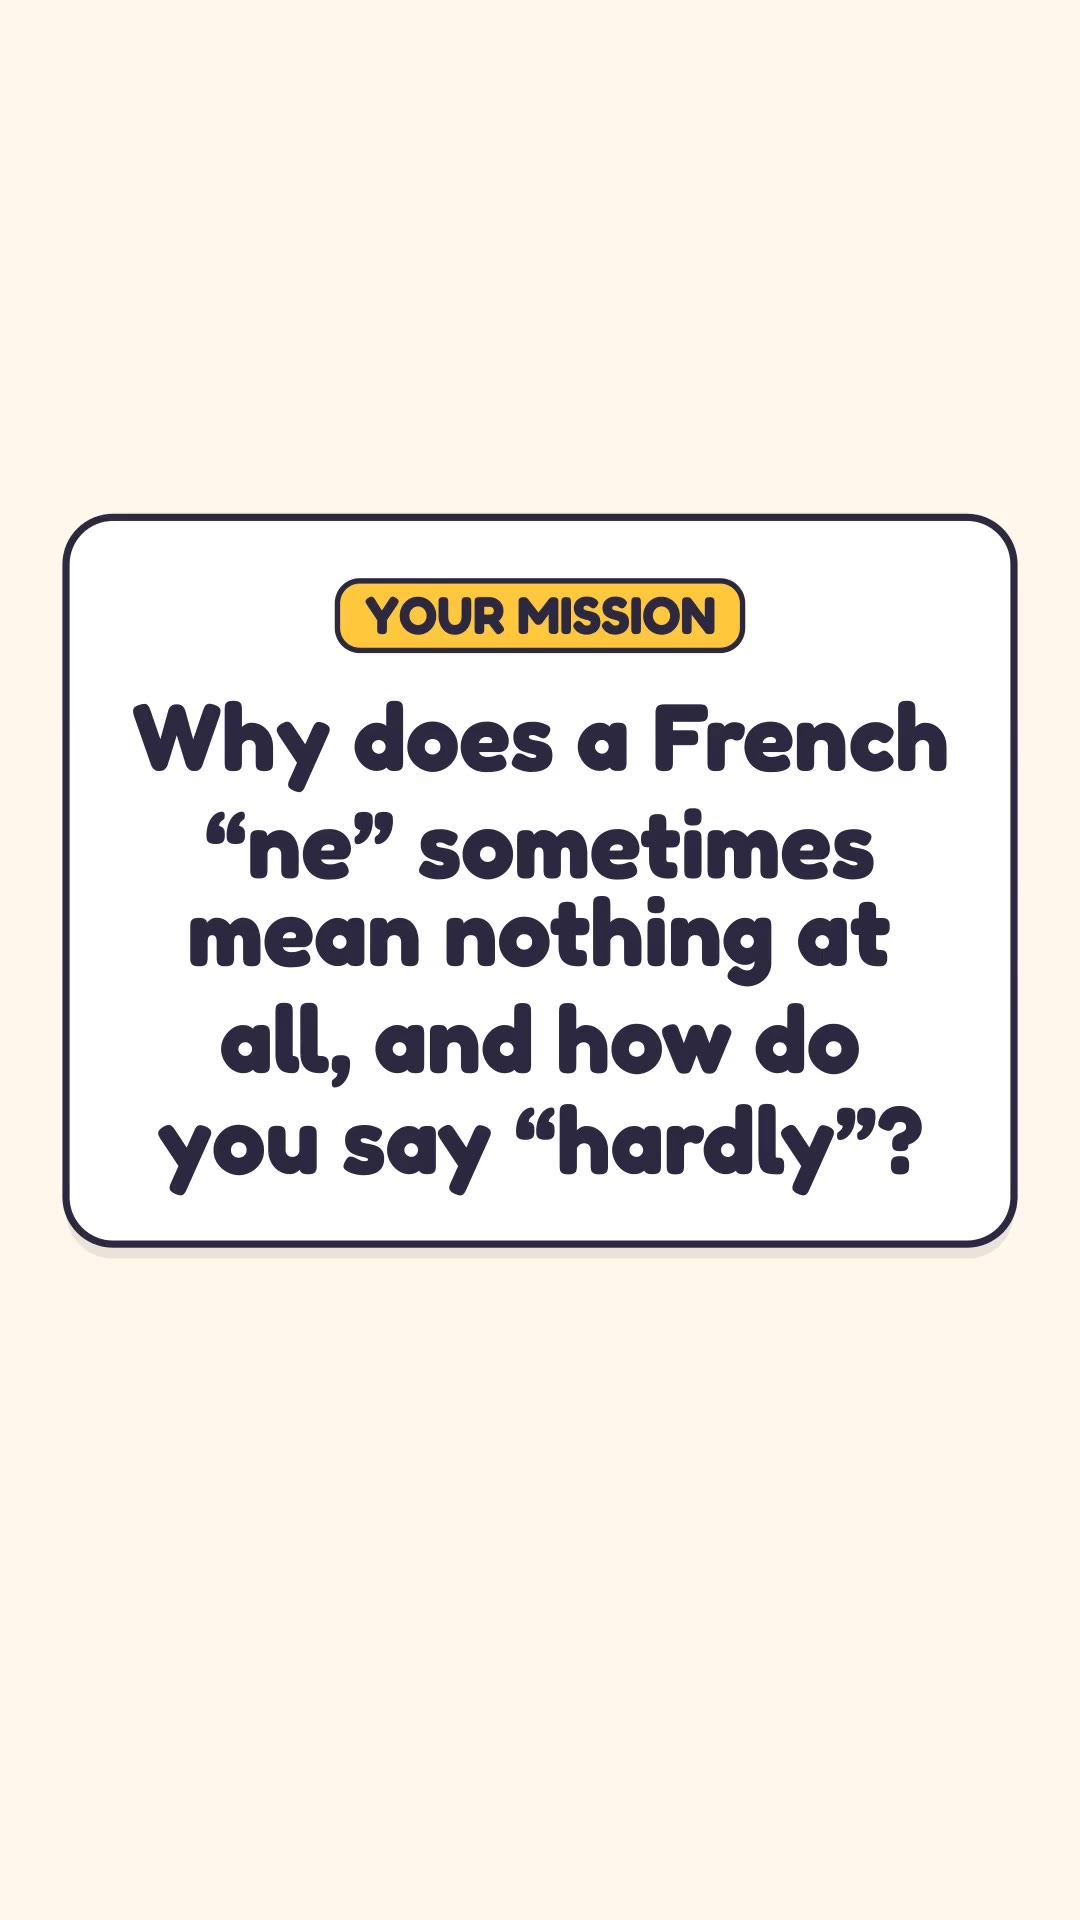 YOUR MISSION
Why does a French
“ne” sometimes
mean nothing at
all, and how do
you say “hardly”?